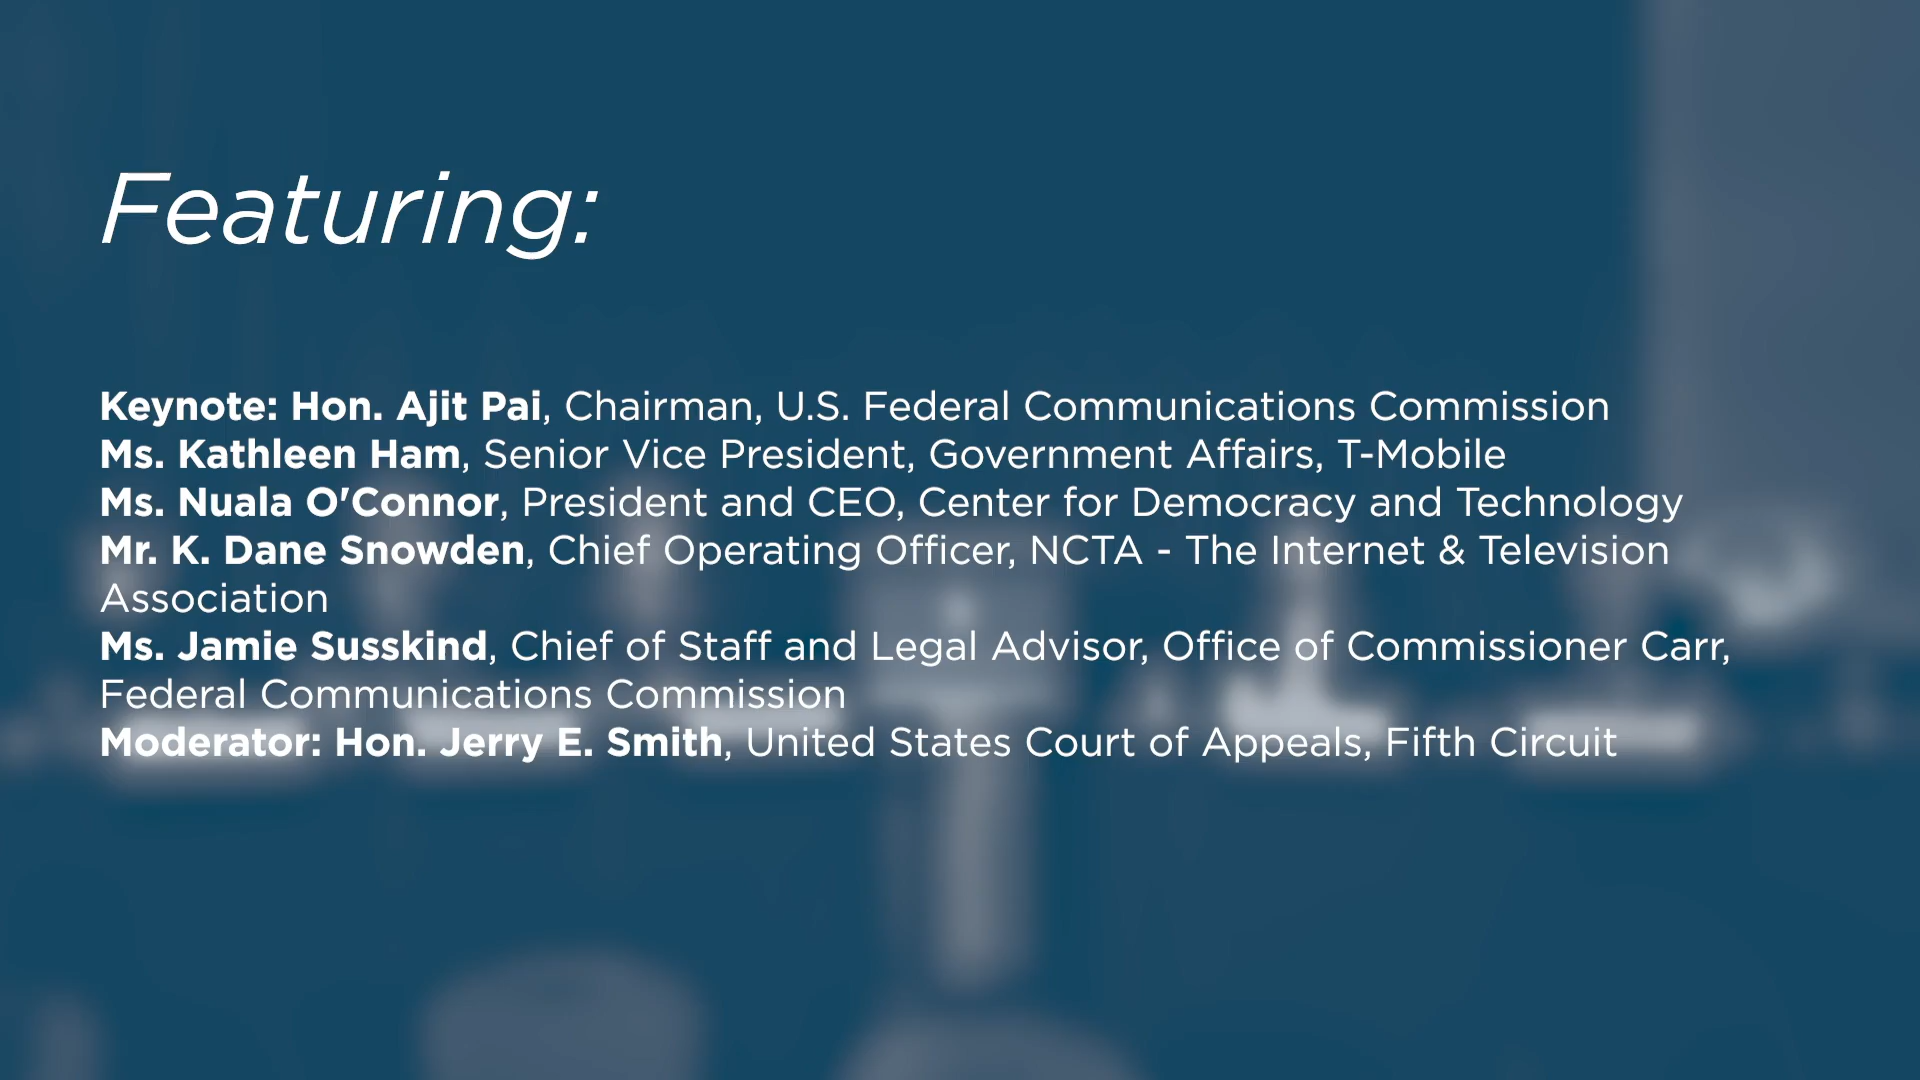 Featuring:
Keynote: Hon. Ajit Pai, Chairman, U.S. Federal Communications Commission
Ms. Kathleen Ham, Senior Vice President, Government Affairs, T-Mobile
Ms. Nuala O'Connor, President and CEO, Center for Democracy and Technology
Mr. K. Dane Snowden, Chief Operating Officer, NCTA - The Internet & Television
Association
Ms. Jamie Susskind, Chief of Staff and Legal Advisor, Office of Commissioner Carr,
Federal Communications Commission
Moderator: Hon. Jerry E. Smith, United States Court of Appeals, Fifth Circuit